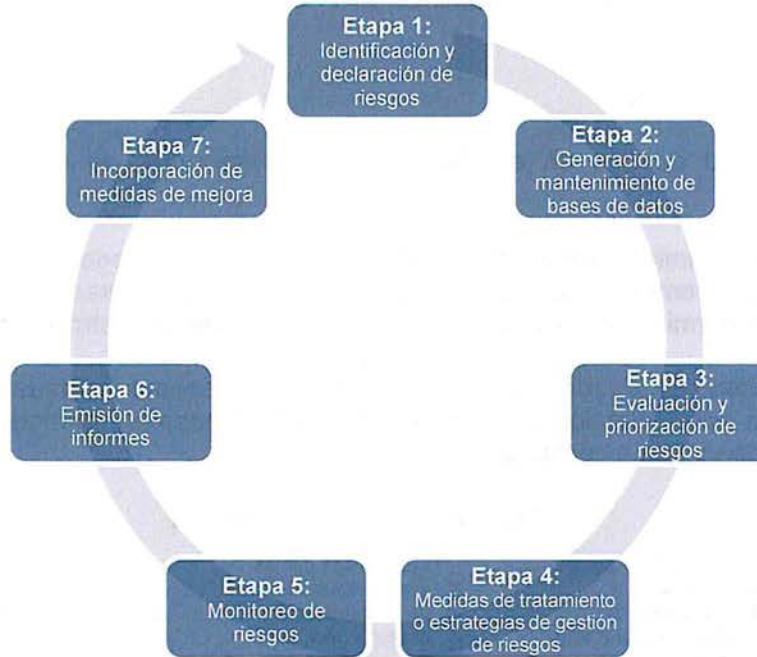 Etapa 1:
Identificación y
declaración de
riesgos
Etapa 2:
Generación y
mantenimiento de
bases de datos
Etapa 3:
Evaluación y
priorización de
riesgos
Etapa 4:
Medidas de tratamiento
o estrategias de gestión
de riesgos
Etapa 5:
Monitoreo de
riesgos
Etapa 6:
Emisión de
informes
Etapa 7:
Incorporación de
medidas de mejora